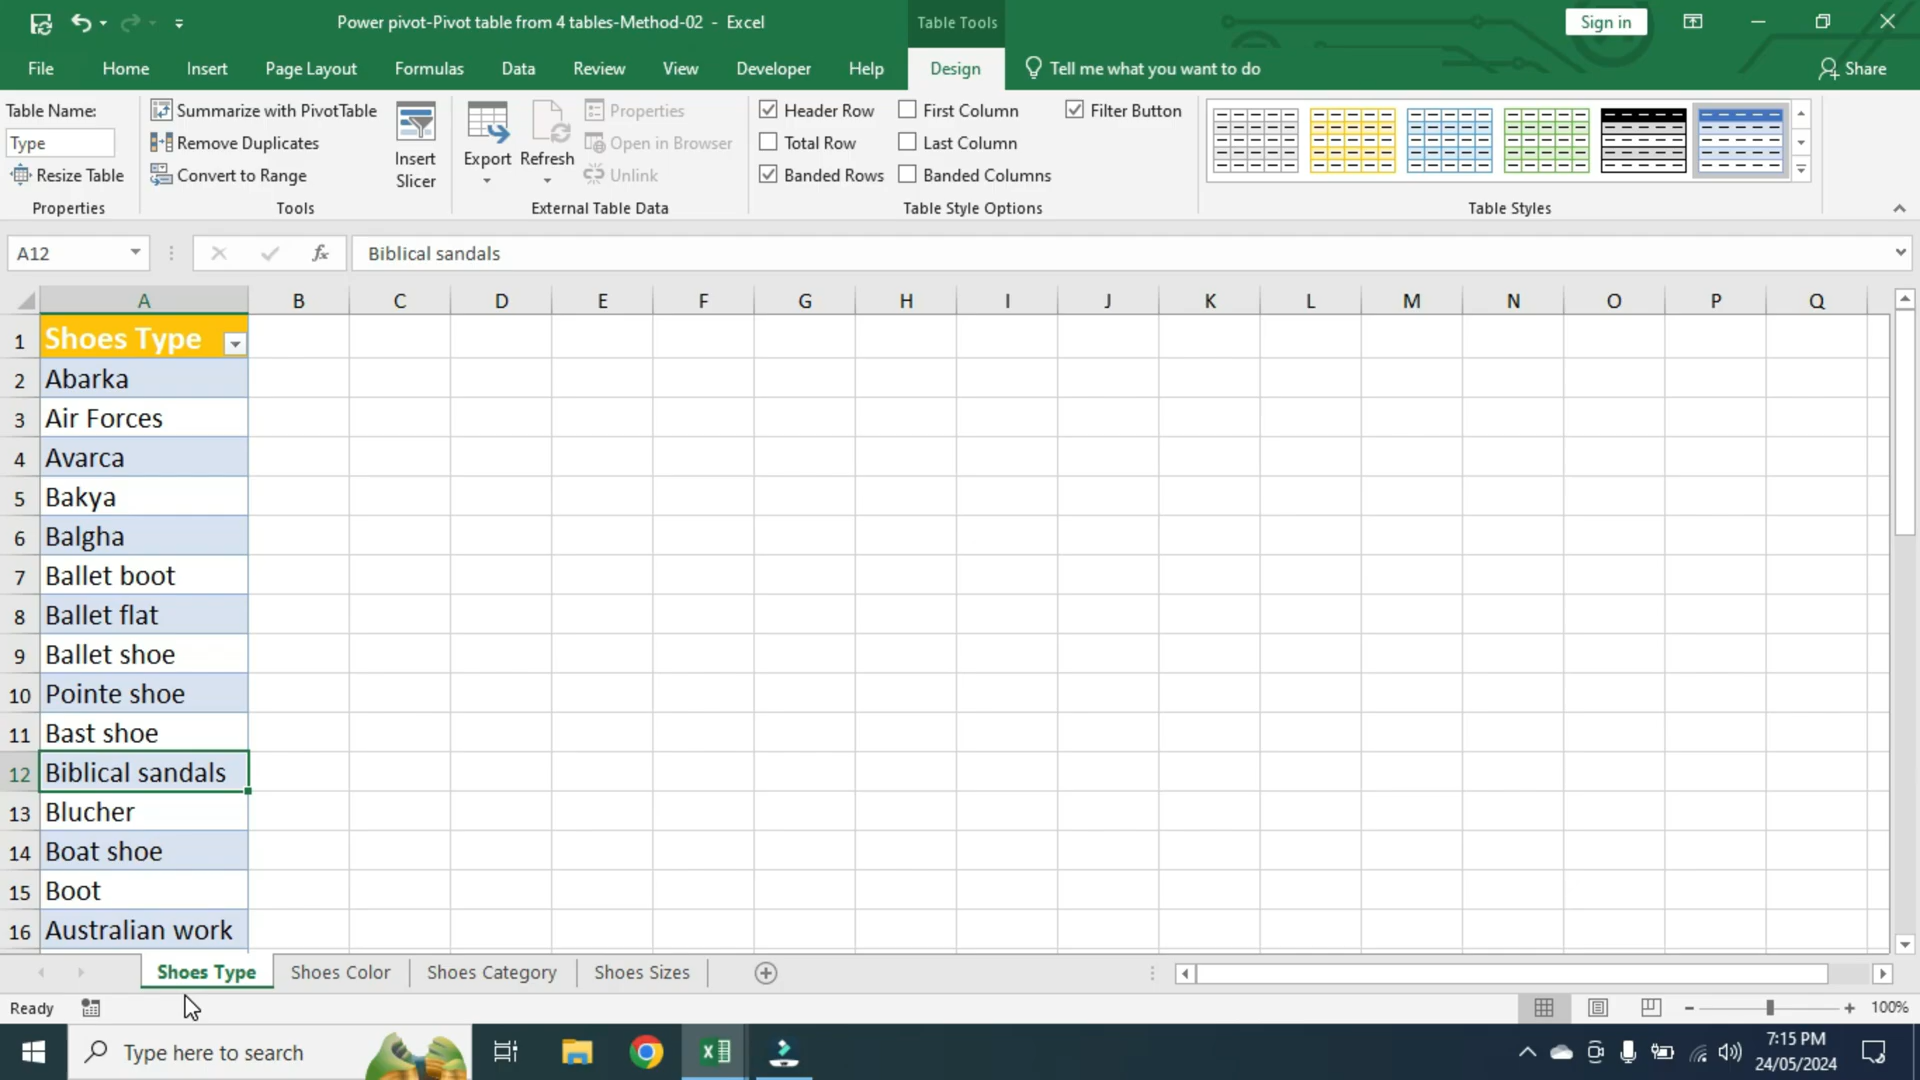 Power pivot-Pivot table from 4 tables-Method-02 - Excel
Table Tools
Sign in
File Home Insert Page Layout Formulas Data Review View Developer Help Design Tell me what you want to do Share
Table Name: Summarize with PivotTable Properties Header Row First Column Filter Button
Type Remove Duplicates Open in Browser Total Row Last Column
Resize Table Convert to Range Insert Slicer Export Refresh Unlink Banded Rows Banded Columns
Properties Tools External Table Data Table Style Options Table Styles
A12 fx Biblical sandals
A B C D E F G H I J K L M N O P Q
1 Shoes Type
2 Abarka
3 Air Forces
4 Avarca
5 Bakya
6 Balgha
7 Ballet boot
8 Ballet flat
9 Ballet shoe
10 Pointe shoe
11 Bast shoe
12 Biblical sandals
13 Blucher
14 Boat shoe
15 Boot
16 Australian work
Shoes Type Shoes Color Shoes Category Shoes Sizes
Ready 100%
Type here to search
7:15 PM
24/05/2024